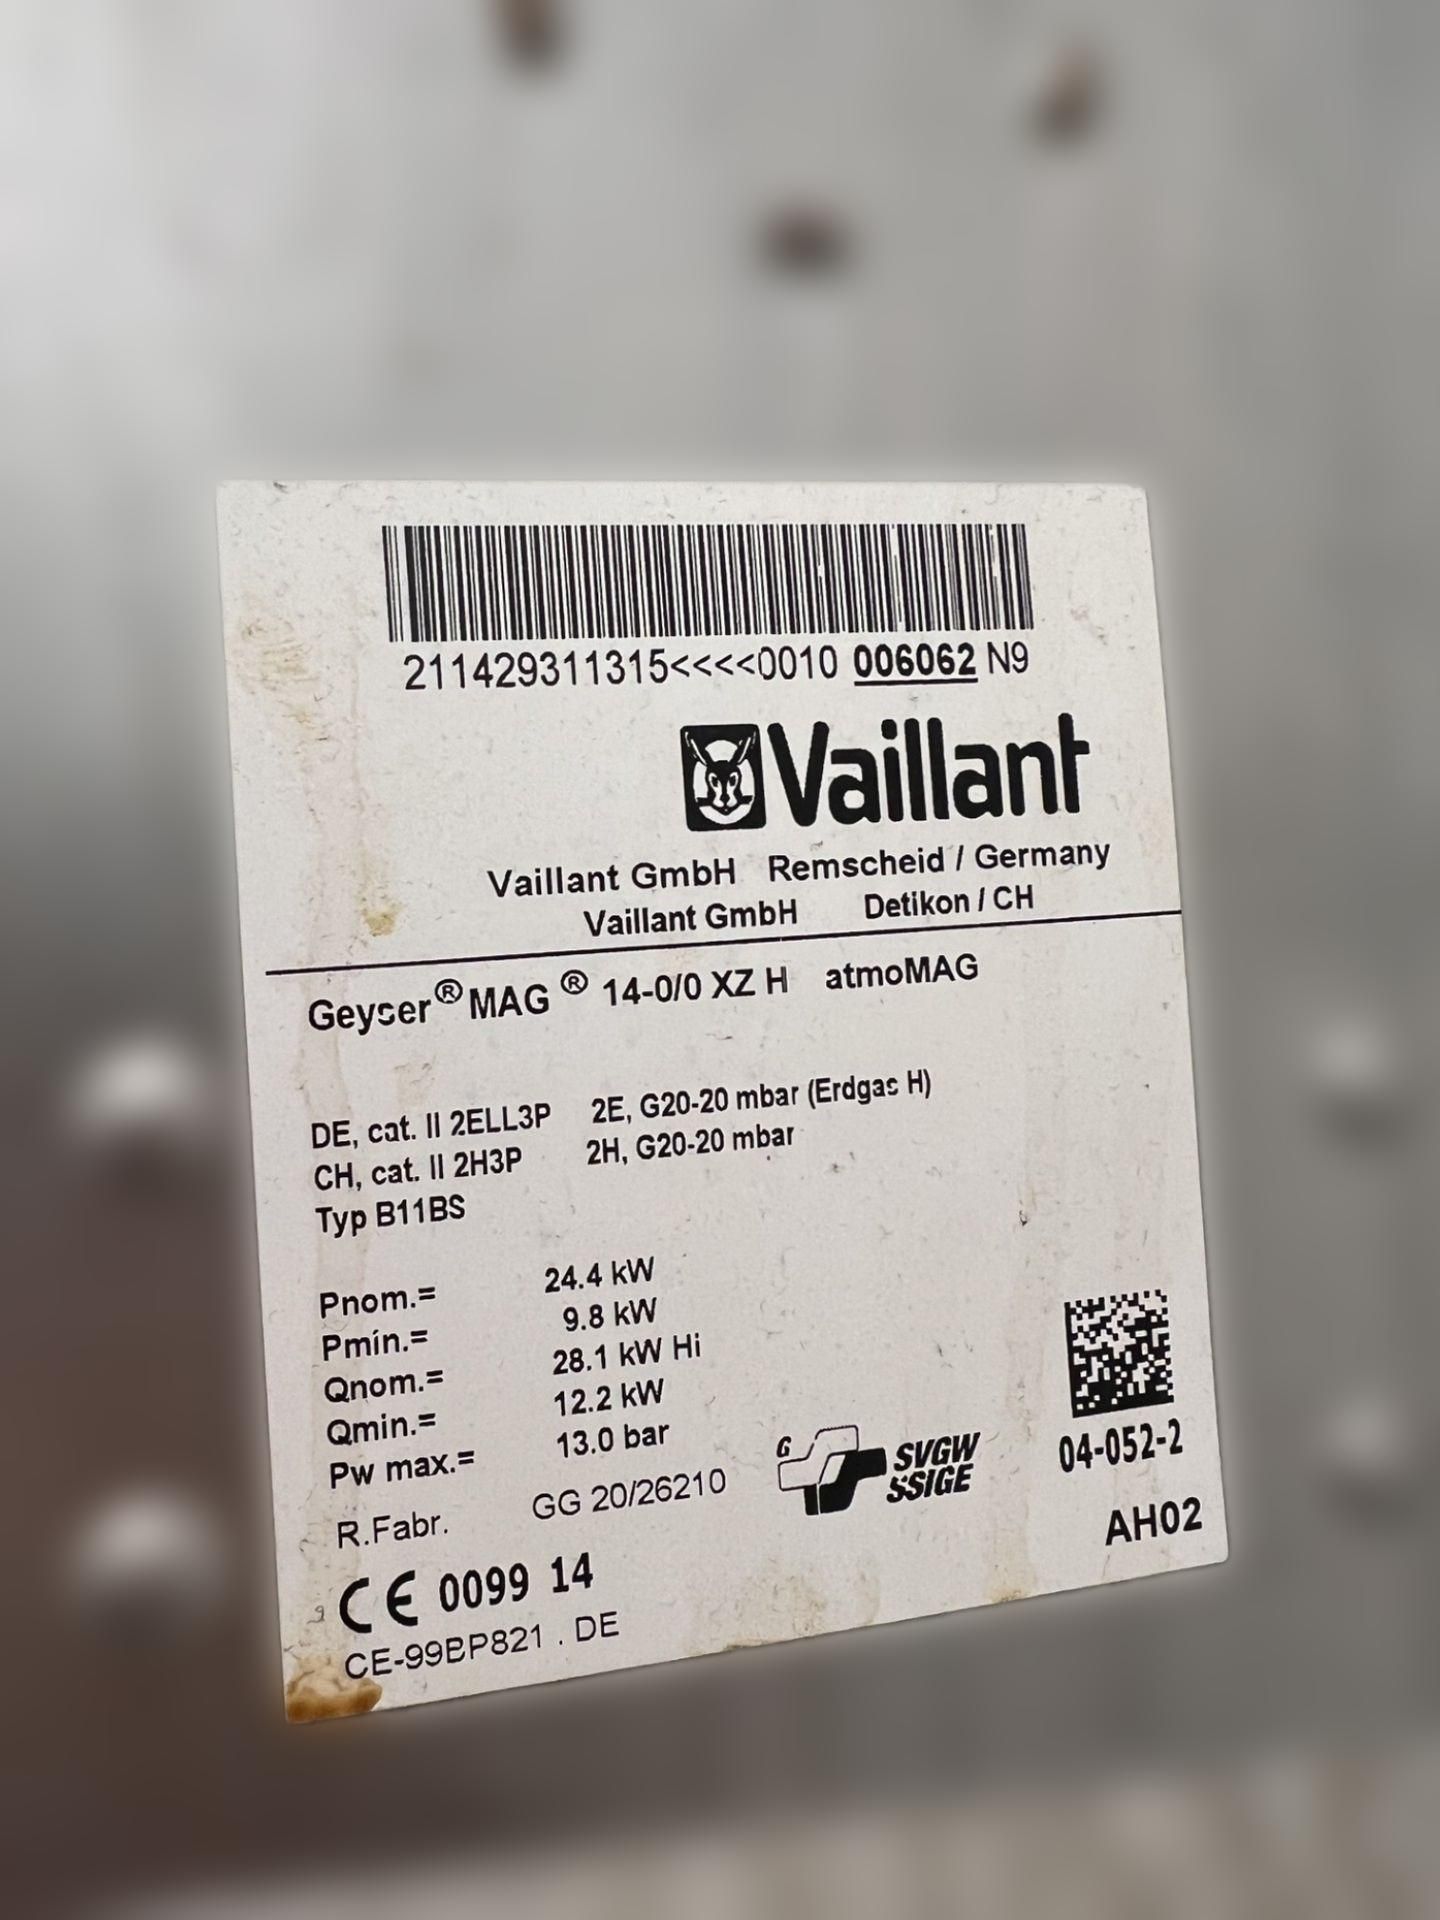 211429311315<<<<0010 006062 N9
Vaillant
Vaillant GmbH Remscheid / Germany
Vaillant GmbH Detikon / CH
Geyser® MAG® 14-0/0 XZ H atmoMAG
DE, cat. II 2ELL3P 2E, G20-20 mbar (Erdgas H)
CH, cat. II 2H3P 2H, G20-20 mbar
Typ B11BS
Pnom.= 24.4 kW
Pmin.= 9.8 kW
Qnom.= 28.1 kW Hi
Qmin.= 12.2 kW
Pw max.= 13.0 bar
R.Fabr. GG 20/26210
G SVGW
SSIGE
04-052-2
AH02
CE 0099 14
CE-99BP821 . DE